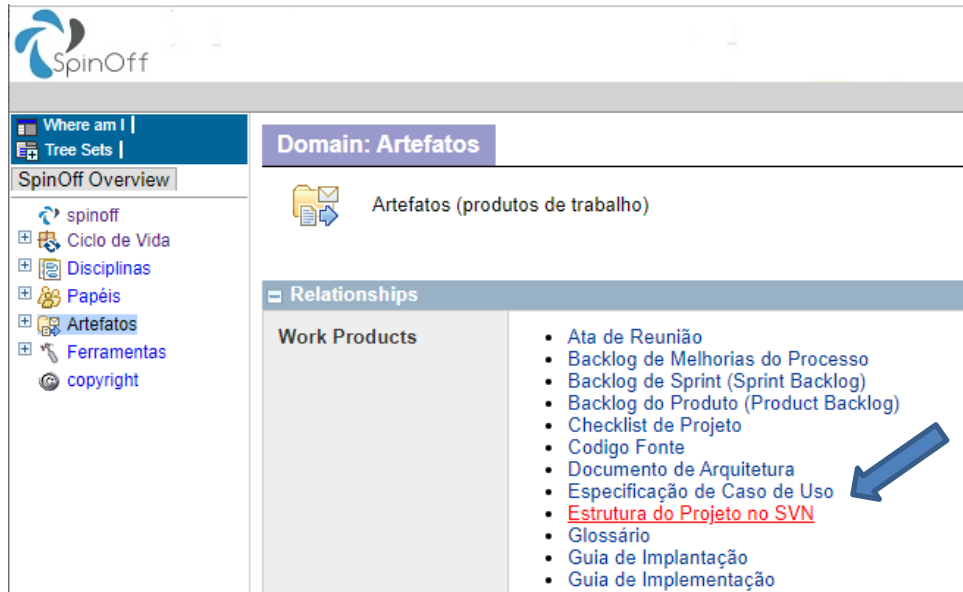 SpinOff
Where am I |
Tree Sets |
SpinOff Overview
spinoff
Ciclo de Vida
Disciplinas
Papéis
Artefatos
Ferramentas
copyright
Domain: Artefatos
Artefatos (produtos de trabalho)
Relationships
Work Products
Ata de Reunião
Backlog de Melhorias do Processo
Backlog de Sprint (Sprint Backlog)
Backlog do Produto (Product Backlog)
Checklist de Projeto
Codigo Fonte
Documento de Arquitetura
Especificação de Caso de Uso
Estrutura do Projeto no SVN
Glossário
Guia de Implantação
Guia de Implementação